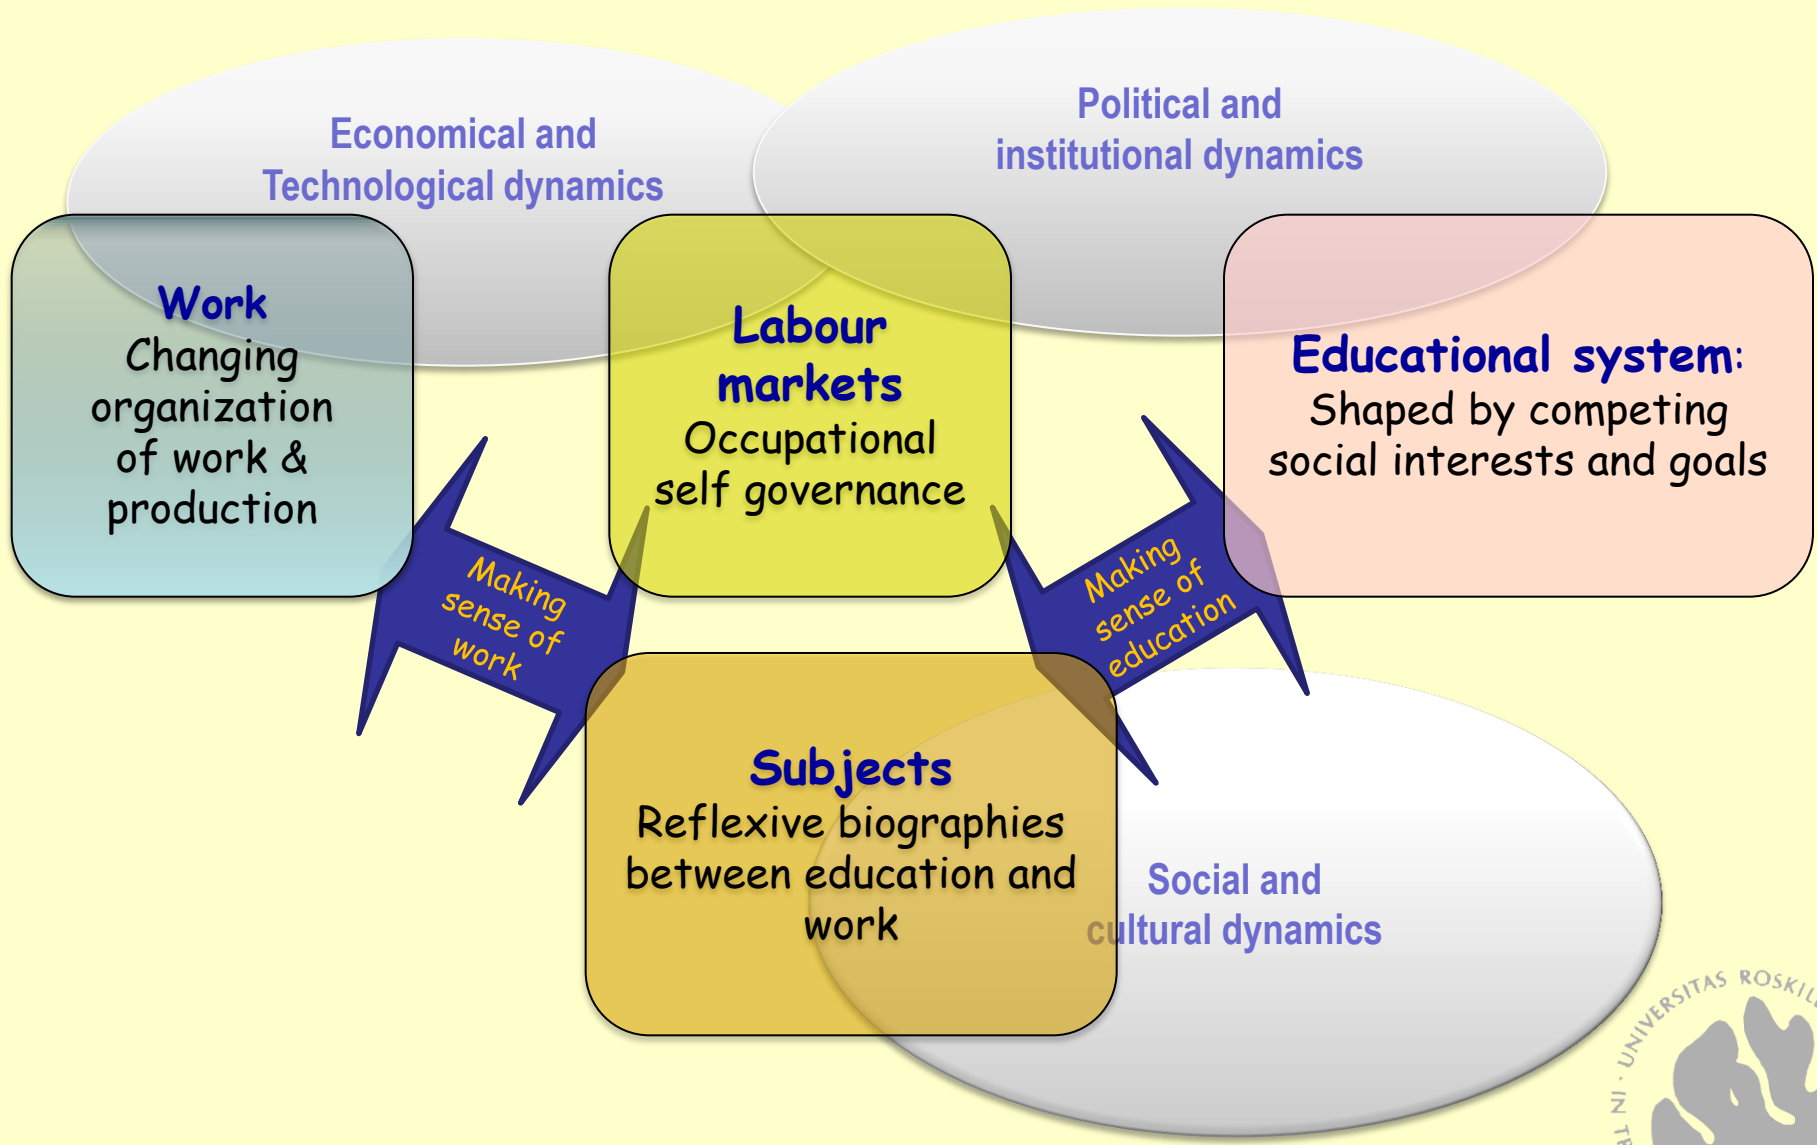 Economical and
Technological dynamics
Political and
institutional dynamics
Work
Changing
organization
of work &
production
Labour
markets
Occupational
self governance
Educational system:
Shaped by competing
social interests and goals
Making
sense of
work
Making
sense of
education
Subjects
Reflexive biographies
between education and
work
Social and
cultural dynamics
IN · UNIVERSITAS